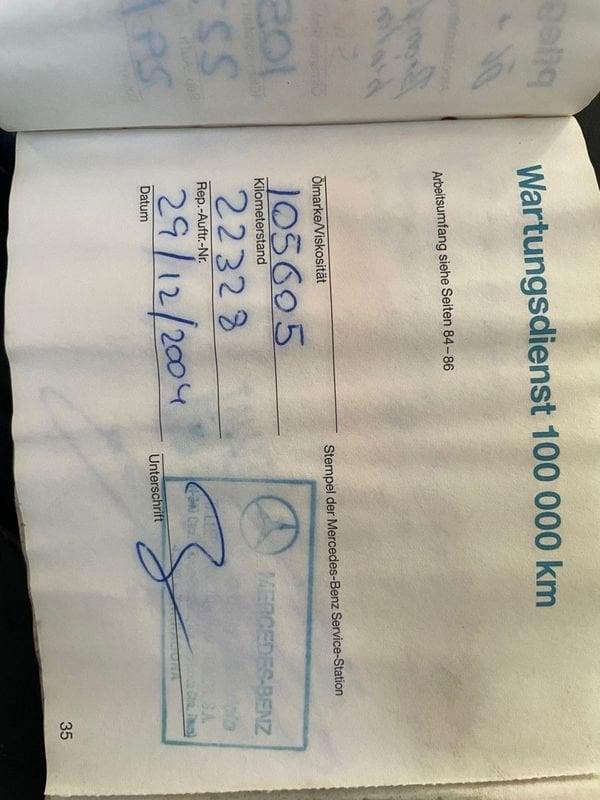 Wartungsdienst 100 000 km
Arbeitsumfang siehe Seiten 84–86
Ölmarke/Viskosität
105605
Kilometerstand
22328
Rep.-Auftr.-Nr.
29/12/2004
Datum
Stempel der Mercedes-Benz Service-Station
MERCEDES-BENZ
S.A.
Unterschrift
35